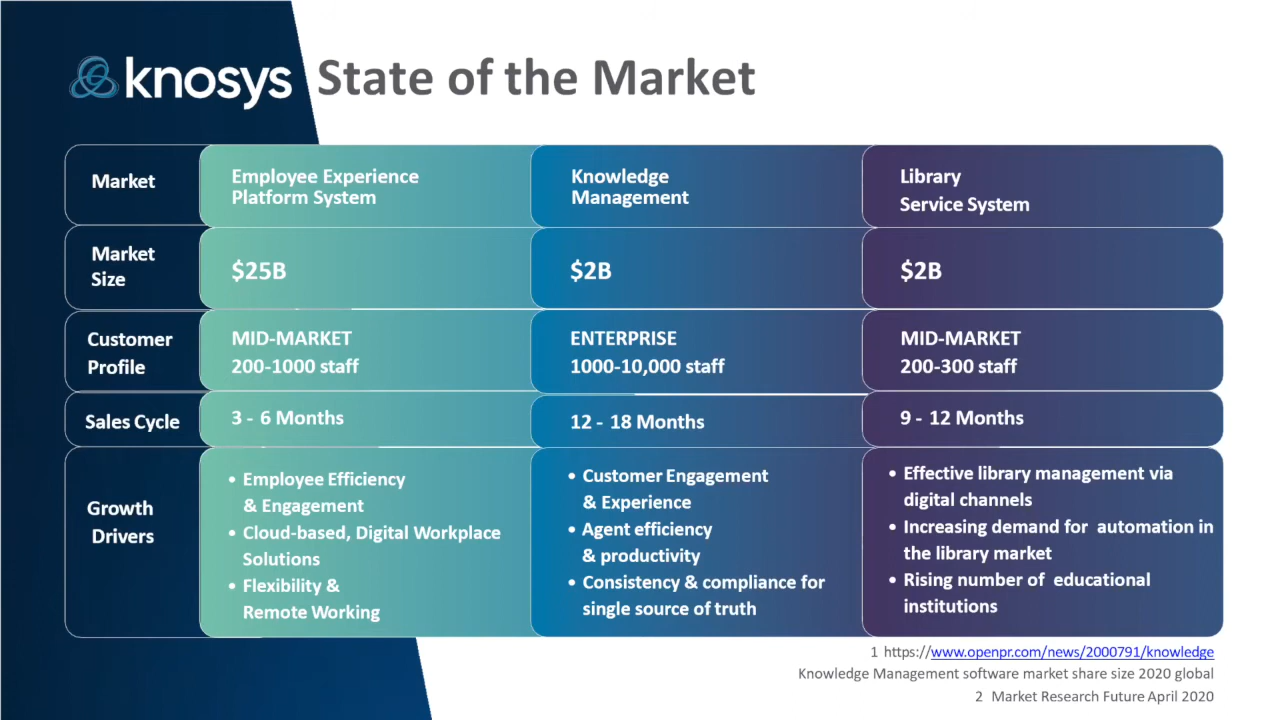 knosys
State of the Market
Market
Employee Experience
Platform System
Knowledge
Management
Library
Service System
Market
Size
$25B
$2B
$2B
Customer
Profile
MID-MARKET
200-1000 staff
ENTERPRISE
1000-10,000 staff
MID-MARKET
200-300 staff
Sales Cycle
3 - 6 Months
12 - 18 Months
9 - 12 Months
Growth
Drivers
• Employee Efficiency
& Engagement
• Cloud-based, Digital Workplace
Solutions
• Flexibility &
Remote Working
• Customer Engagement
& Experience
• Agent efficiency
& productivity
• Consistency & compliance for
single source of truth
• Effective library management via
digital channels
• Increasing demand for automation in
the library market
• Rising number of educational
institutions
1 https://www.openpr.com/news/2000791/knowledge
Knowledge Management software market share size 2020 global
2 Market Research Future April 2020